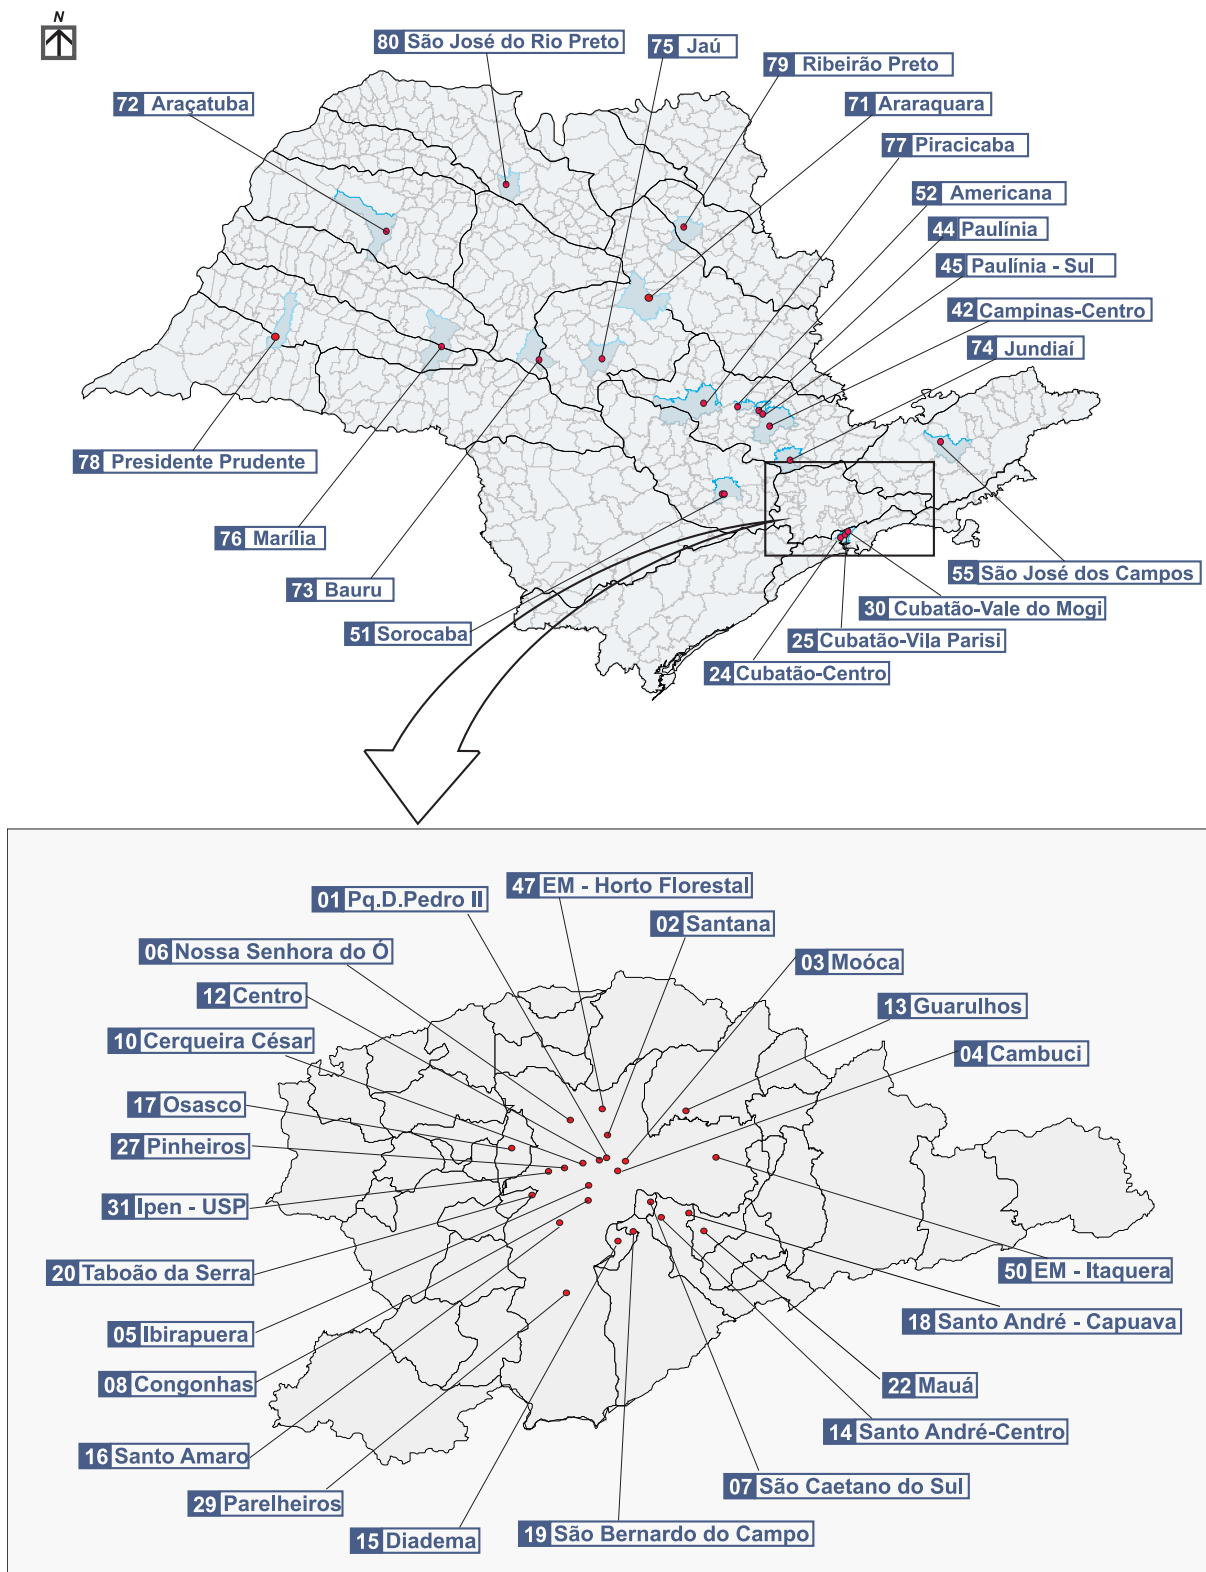 N
80 São José do Rio Preto
75 Jaú
79 Ribeirão Preto
72 Araçatuba
71 Araraquara
77 Piracicaba
52 Americana
44 Paulínia
45 Paulínia - Sul
42 Campinas-Centro
74 Jundiaí
78 Presidente Prudente
76 Marília
73 Bauru
51 Sorocaba
55 São José dos Campos
30 Cubatão-Vale do Mogi
25 Cubatão-Vila Parisi
24 Cubatão-Centro
47 EM - Horto Florestal
01 Pq.D.Pedro II
02 Santana
06 Nossa Senhora do Ó
03 Moóca
12 Centro
13 Guarulhos
10 Cerqueira César
04 Cambuci
17 Osasco
27 Pinheiros
31 Ipen - USP
20 Taboão da Serra
50 EM - Itaquera
05 Ibirapuera
18 Santo André - Capuava
08 Congonhas
22 Mauá
14 Santo André-Centro
16 Santo Amaro
07 São Caetano do Sul
29 Parelheiros
19 São Bernardo do Campo
15 Diadema